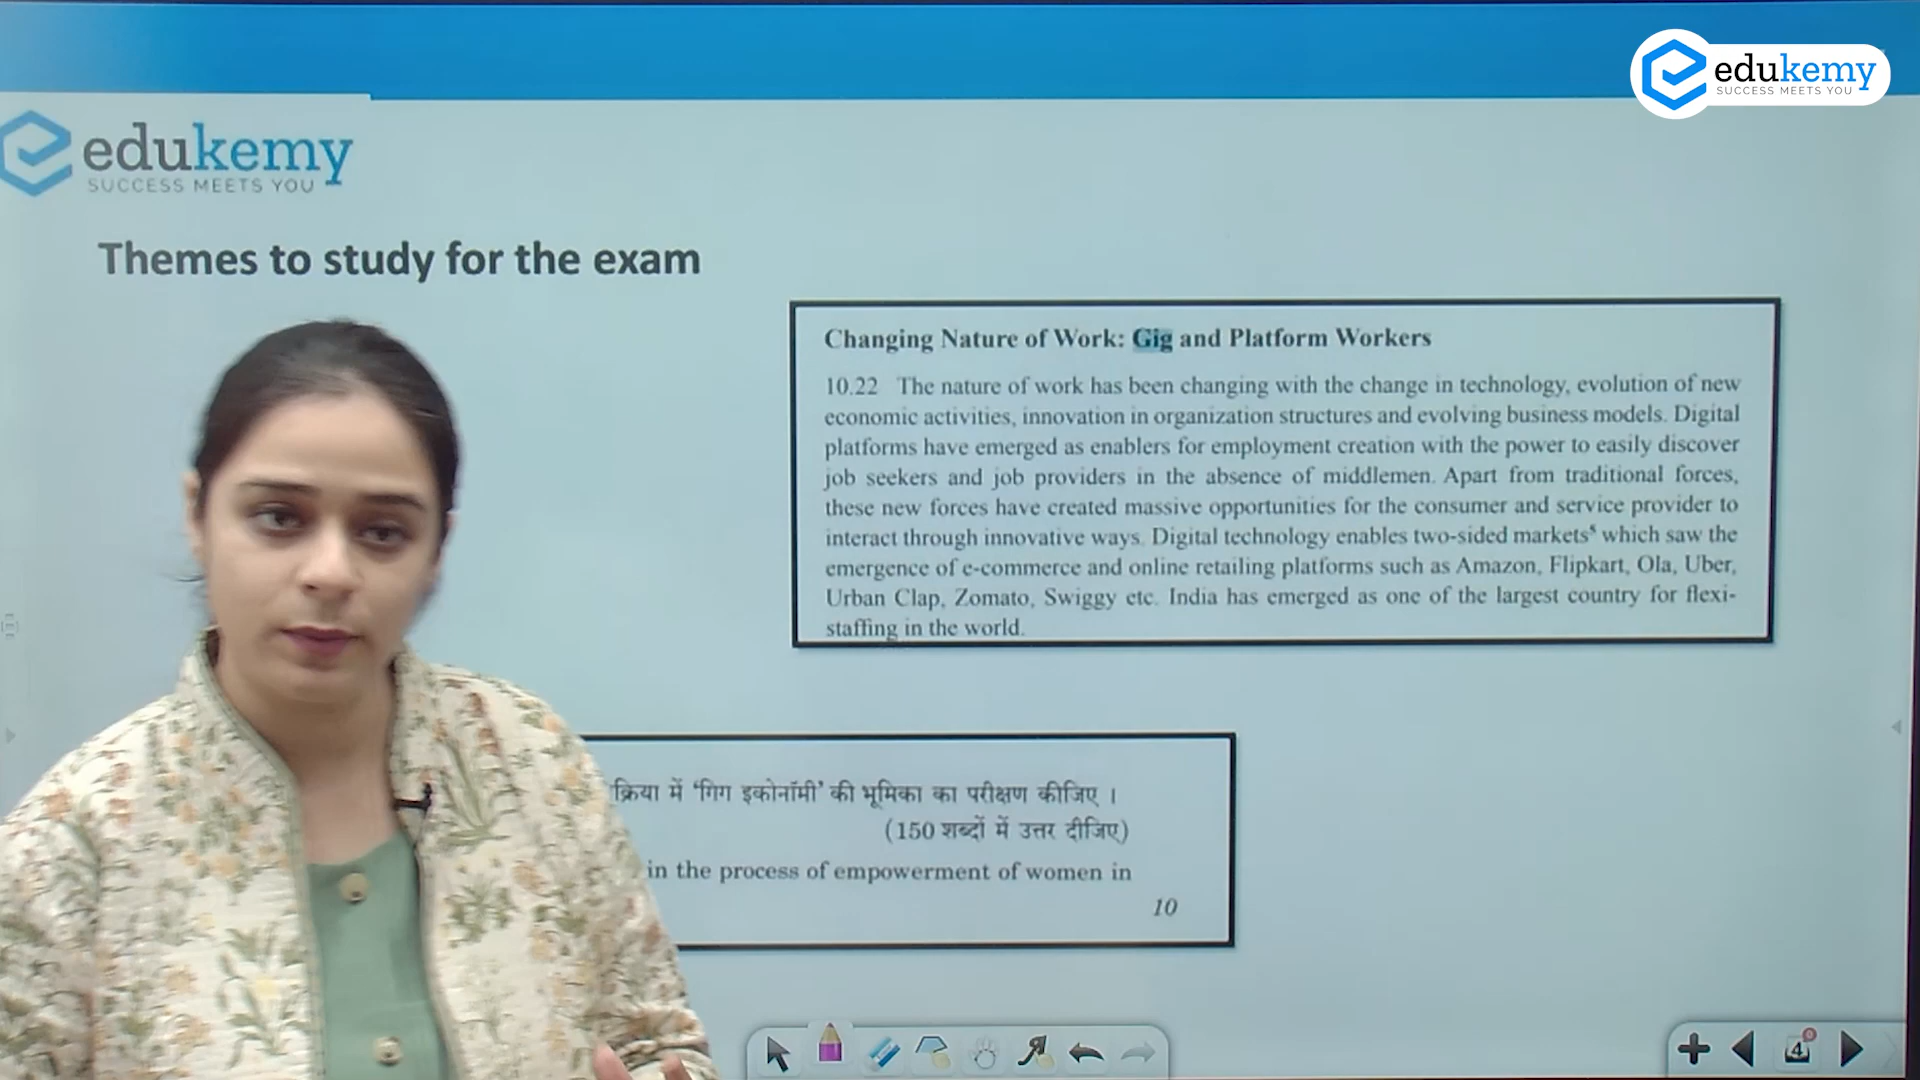 edukemy
SUCCESS MEETS YOU
edukemy
SUCCESS MEETS YOU
Themes to study for the exam
Changing Nature of Work: Gig and Platform Workers
10.22 The nature of work has been changing with the change in technology, evolution of new
economic activities, innovation in organization structures and evolving business models. Digital
platforms have emerged as enablers for employment creation with the power to easily discover
job seekers and job providers in the absence of middlemen. Apart from traditional forces,
these new forces have created massive opportunities for the consumer and service provider to
interact through innovative ways. Digital technology enables two-sided markets which saw the
emergence of e-commerce and online retailing platforms such as Amazon, Flipkart, Ola, Uber,
Urban Clap, Zomato, Swiggy etc. India has emerged as one of the largest country for flexi-
staffing in the world.
क्रिया में ‘गिग इकोनॉमी’ की भूमिका का परीक्षण कीजिए ।
(150 शब्दों में उत्तर दीजिए)
in the process of empowerment of women in
10
4